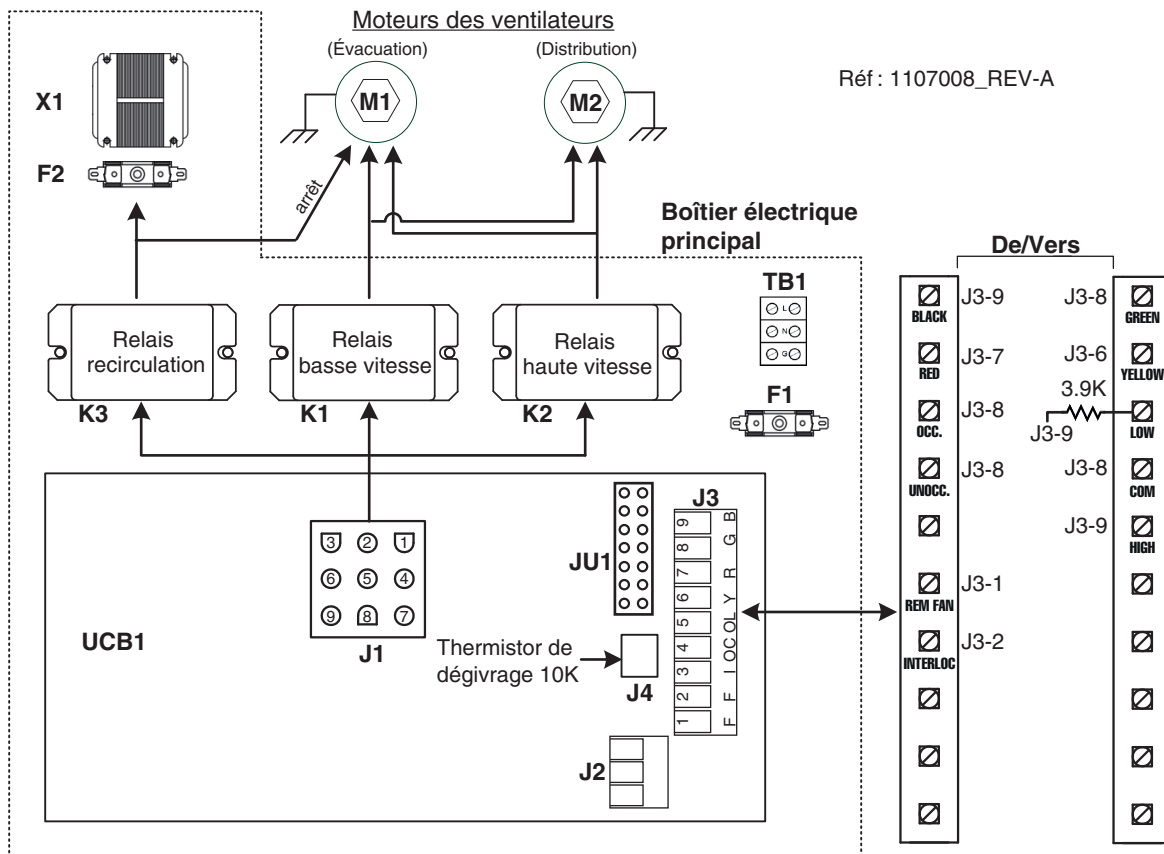 Moteurs des ventilateurs
(Évacuation)
(Distribution)
Réf : 1107008_REV-A
X1
M1
M2
F2
arrêt
Boîtier électrique
principal
De/Vers
TB1
L
N
G
BLACK
J3-9
J3-8
GREEN
RED
J3-7
J3-6
YELLOW
3.9K
OCC.
J3-8
J3-9
LOW
UNOCC.
J3-8
J3-8
COM
J3-9
HIGH
REM FAN
J3-1
INTERLOC
J3-2
Relais
recirculation
Relais
basse vitesse
Relais
haute vitesse
K3
K1
K2
F1
J3
9 B
8 G
7 R
6 Y
5 OL
4 OC
3 I
2 F
1 F
JU1
3 2 1
6 5 4
9 8 7
J1
UCB1
Thermistor de
dégivrage 10K
J4
J2